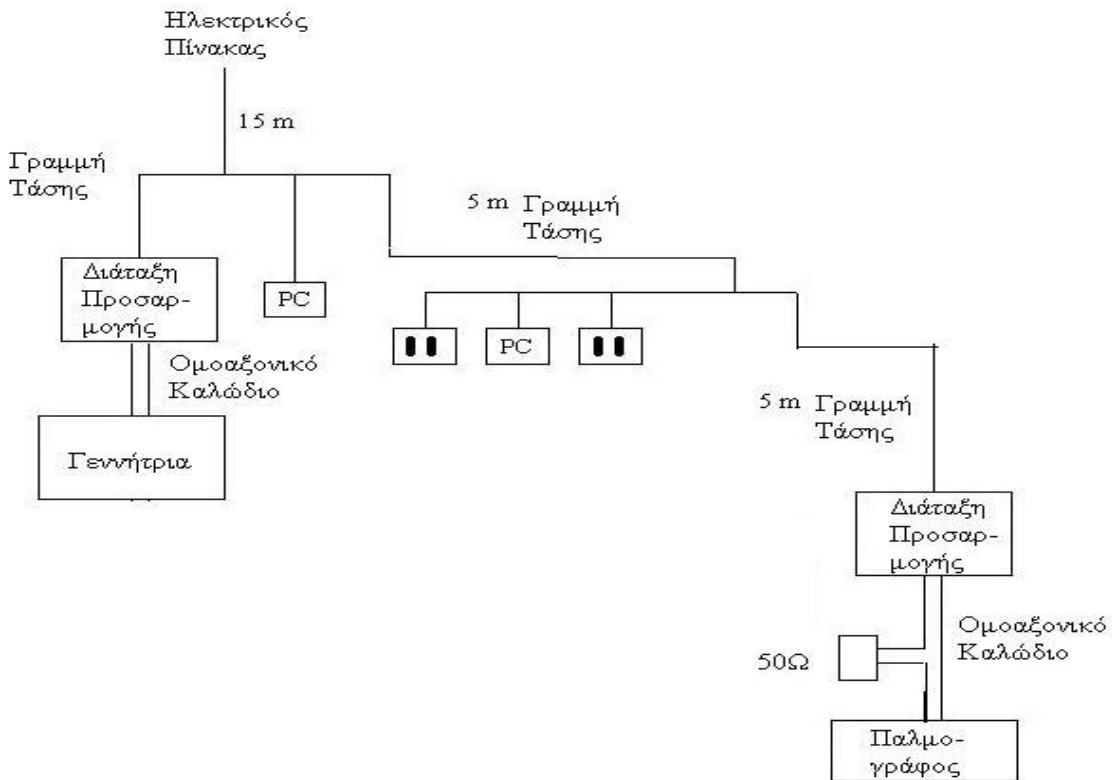 Ηλεκτρικός
Πίνακας
15 m
Γραμμή
Τάσης
5 m Γραμμή
Τάσης
Διάταξη
Προσαρ-
μογής
PC
PC
Ομοαξονικό
Καλώδιο
5 m Γραμμή
Τάσης
Γεννήτρια
Διάταξη
Προσαρ-
μογής
Ομοαξονικό
Καλώδιο
50Ω
Παλμο-
γράφος